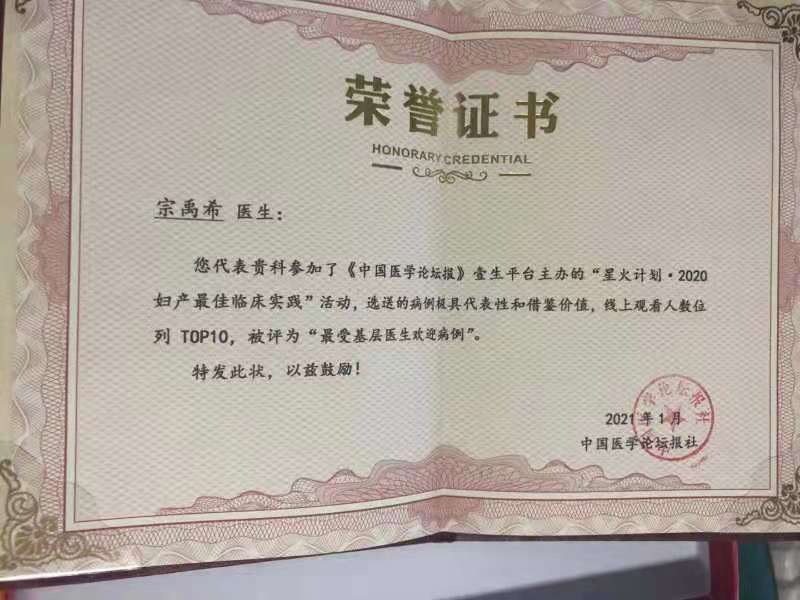 荣誉证书
HONORARY CREDENTIAL
宗禹希 医生：
您代表贵科参加了《中国医学论坛报》壹生平台主办的“星火计划·2020
妇产最佳临床实践”活动，选送的病例极具代表性和借鉴价值，线上观看人数位
列 TOP10，被评为“最受基层医生欢迎病例”。
特发此状，以兹鼓励！
2021 年 1 月
中国医学论坛报社